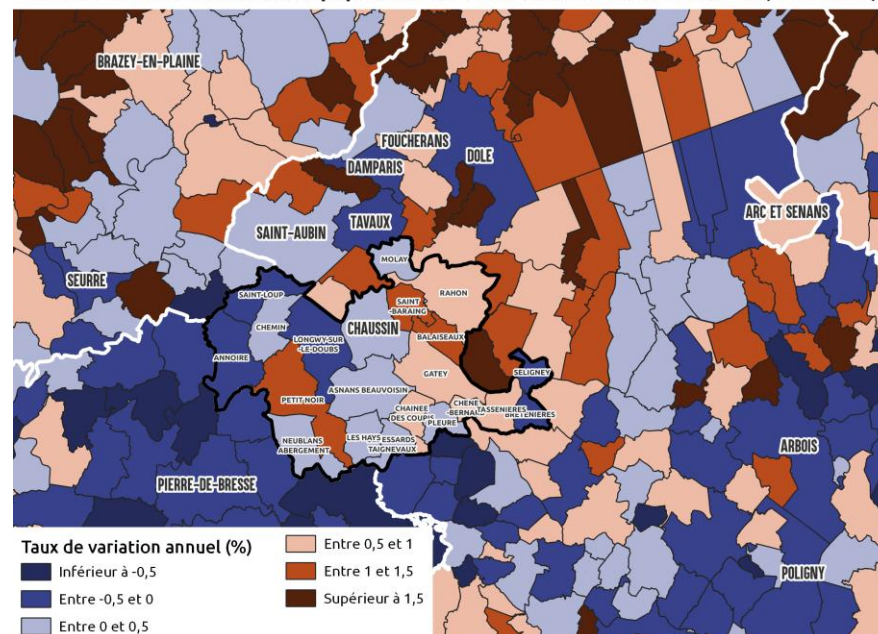 BRAZEY-EN-PLAINE
FOUCHERANS
DOLE
DAMPARIS
ARC ET SENANS
TAVAUX
SAINT-AUBIN
MOLAY
SEURRE
SAINT-LOUP
RAHON
SAINT
-BARAING
CHEMIN
CHAUSSIN
LONGWY-SUR
-LE-DOUBS
BALAISEAUX
ANNOIRE
GATEY
SELIGNEY
ASNANS BEAUVOISIN
PETIT NOIR
CHENE
-BERNARD
TASSENIERES
BRETENIERES
CHAINEE
DES COUPIS
PLEURE
LES HAYS
ESSARDS
TAIGNEVAUX
NEUBLANS
ABERGEMENT
ARBOIS
PIERRE-DE-BRESSE
POLIGNY
Taux de variation annuel (%)
Inférieur à -0,5
Entre -0,5 et 0
Entre 0 et 0,5
Entre 0,5 et 1
Entre 1 et 1,5
Supérieur à 1,5